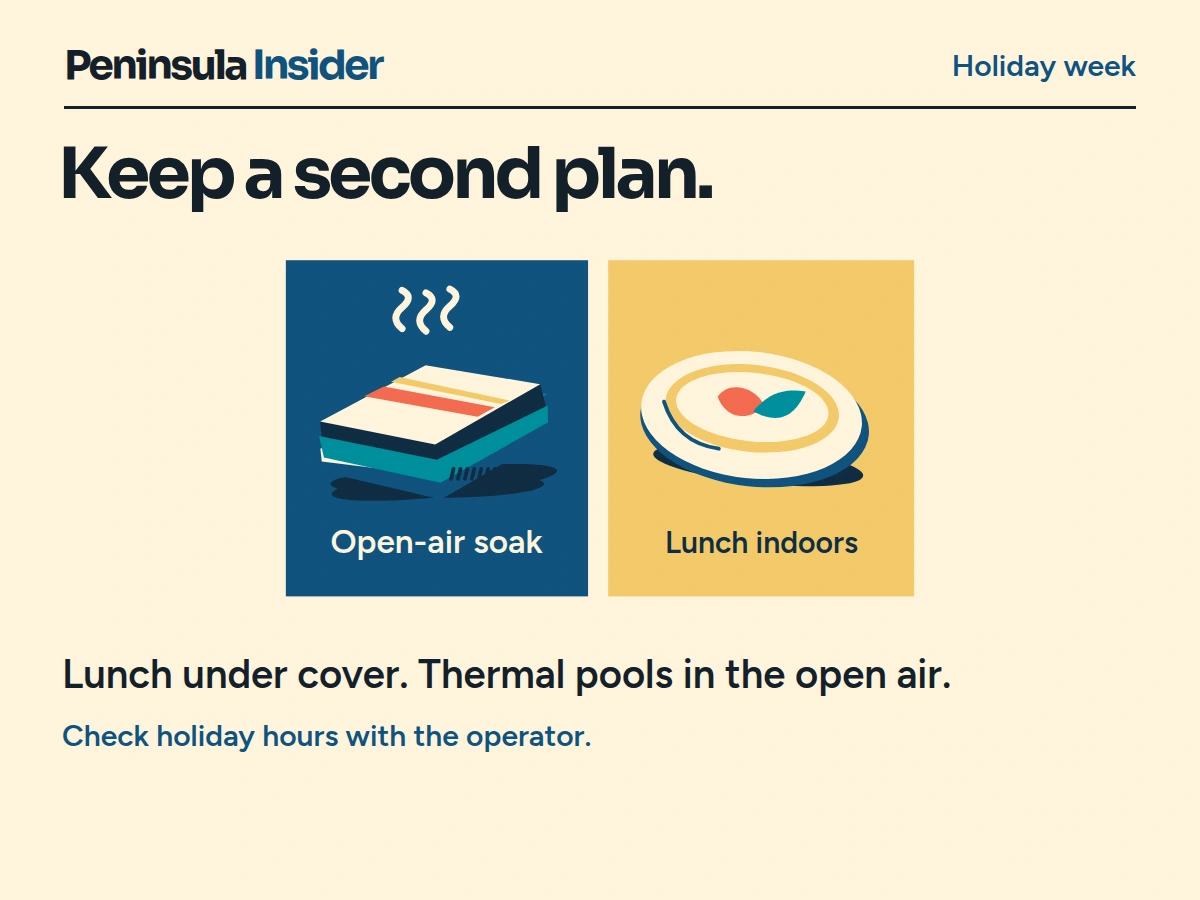 Peninsula Insider
Holiday week
Keep a second plan.
Open-air soak
Lunch indoors
Lunch under cover. Thermal pools in the open air.
Check holiday hours with the operator.